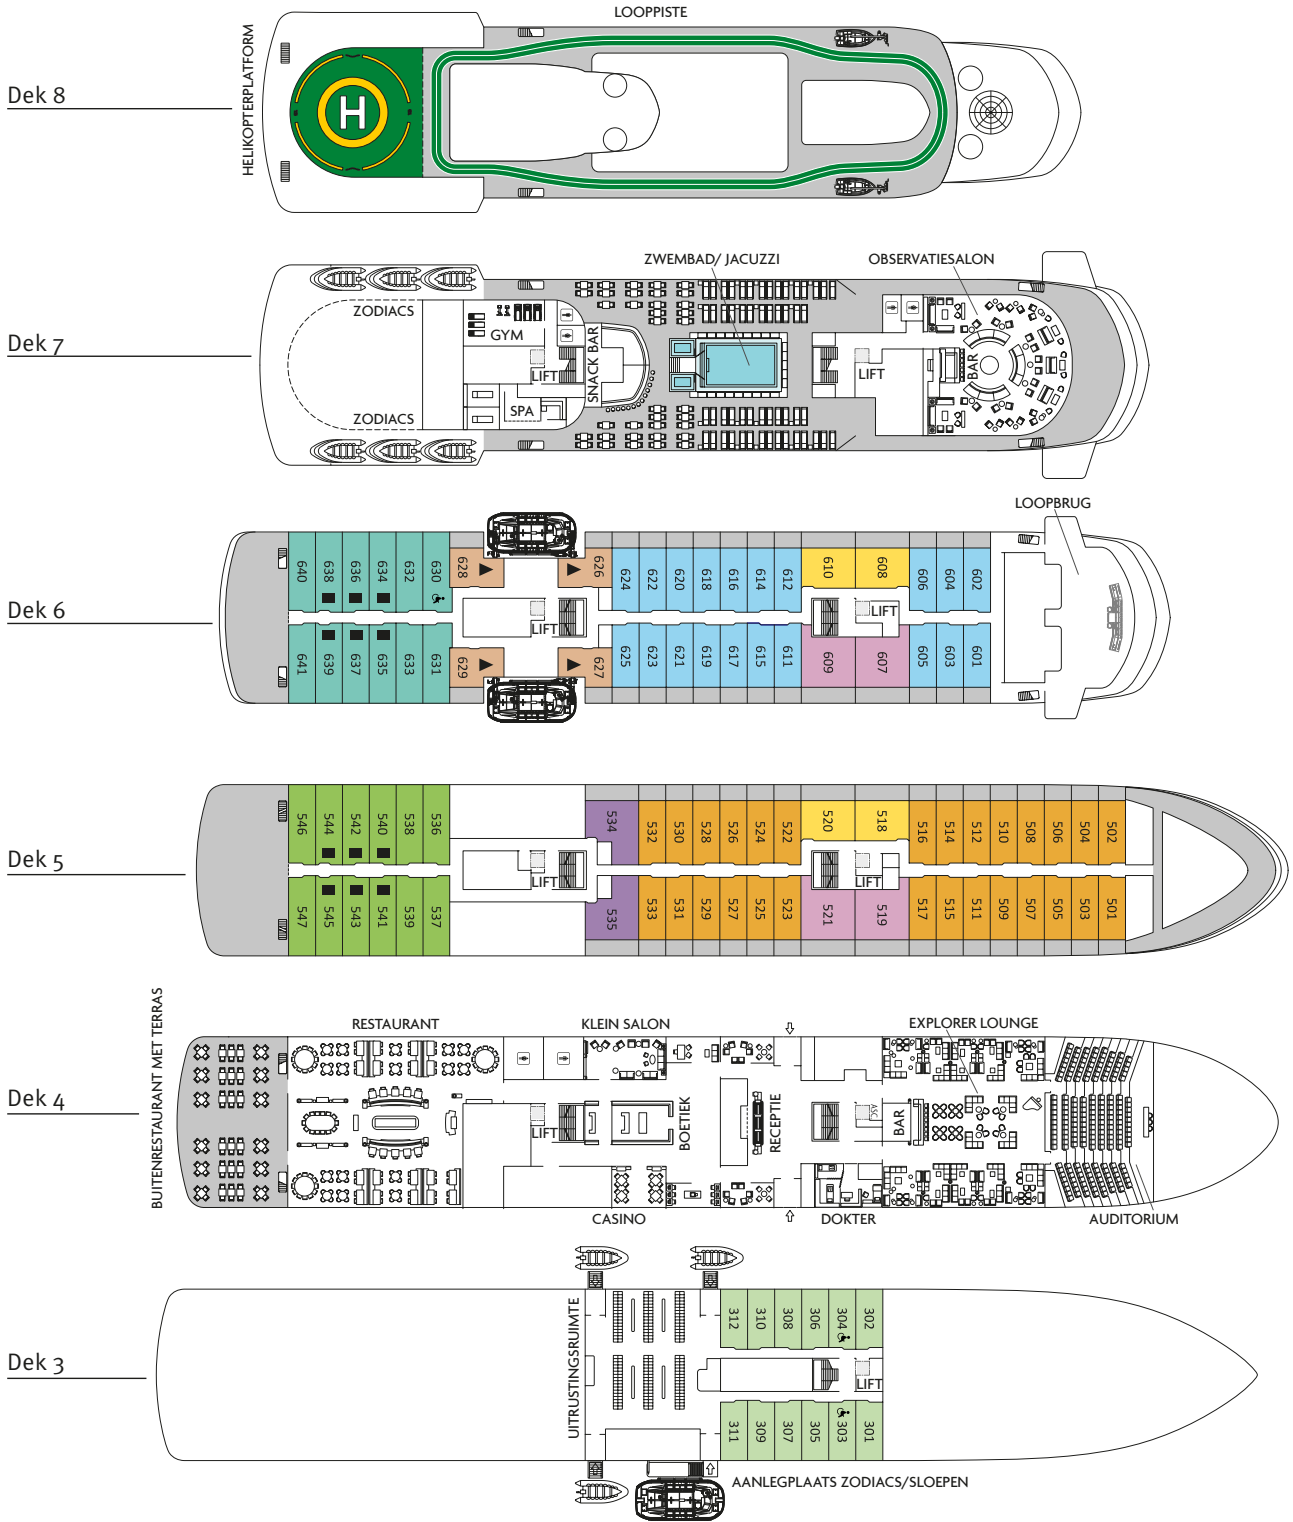 LOOPPISTE
HELIKOPTERPLATFORM
Dek 8
H
ZWEMBAD/ JACUZZI
OBSERVATIESALON
ZODIACS
GYM
SNACK BAR
Dek 7
LIFT
LIFT
BAR
SPA
ZODIACS
LOOPBRUG
640 638 636 634 632 630 628 626 624 622 620 618 616 614 612 610 608 606 604 602
Dek 6
LIFT
LIFT
641 639 637 635 633 631 629 627 625 623 621 619 617 615 611 609 607 605 603 601
546 544 542 540 538 536 534 532 530 528 526 524 522 520 518 516 514 512 510 508 506 504 502
Dek 5
LIFT
LIFT
547 545 543 541 539 537 535 533 531 529 527 525 523 521 519 517 515 511 509 507 505 503 501
BUITENRESTAURANT MET TERRAS
RESTAURANT
KLEIN SALON
EXPLORER LOUNGE
Dek 4
LIFT
BOETIEK
RECEPTIE
ASC
BAR
CASINO
DOKTER
AUDITORIUM
UITRUSTINGSRUIMTE
312 310 308 306 304 302
Dek 3
LIFT
311 309 307 305 303 301
AANLEGPLAATS ZODIACS/SLOEPEN